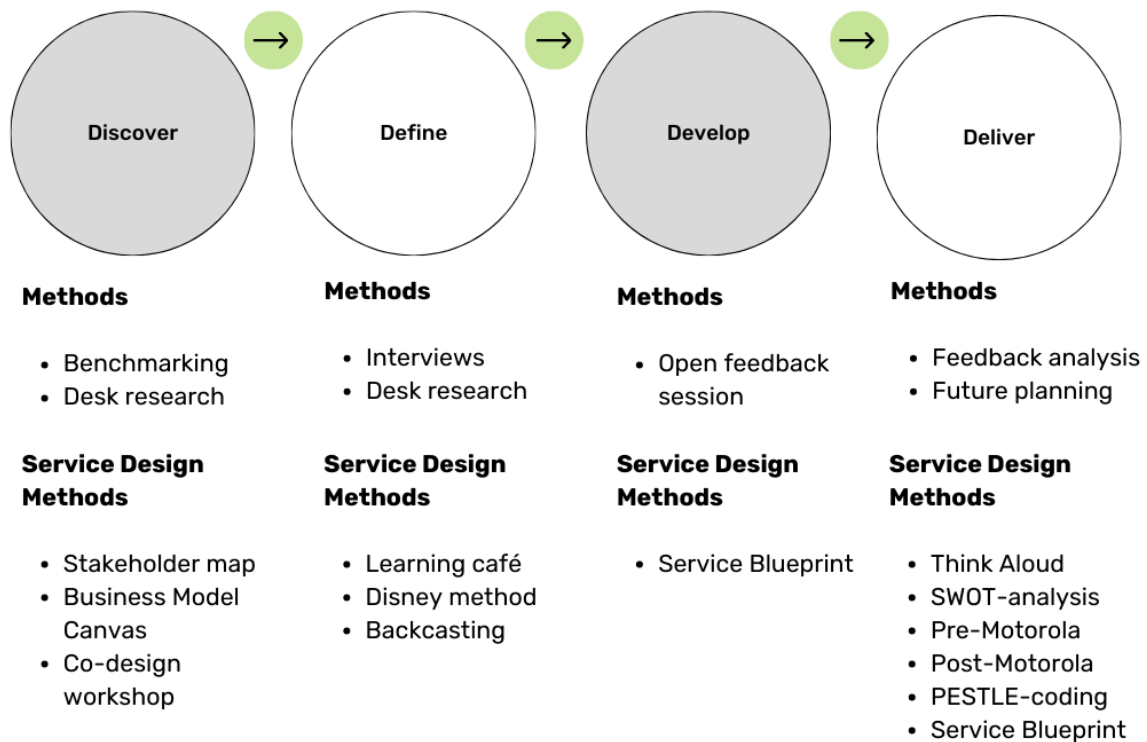 Discover
Define
Develop
Deliver
Methods
• Benchmarking
• Desk research
Service Design
Methods
• Stakeholder map
• Business Model
Canvas
• Co-design
workshop
Methods
• Interviews
• Desk research
Service Design
Methods
• Learning café
• Disney method
• Backcasting
Methods
• Open feedback
session
Service Design
Methods
• Service Blueprint
Methods
• Feedback analysis
• Future planning
Service Design
Methods
• Think Aloud
• SWOT-analysis
• Pre-Motorola
• Post-Motorola
• PESTLE-coding
• Service Blueprint